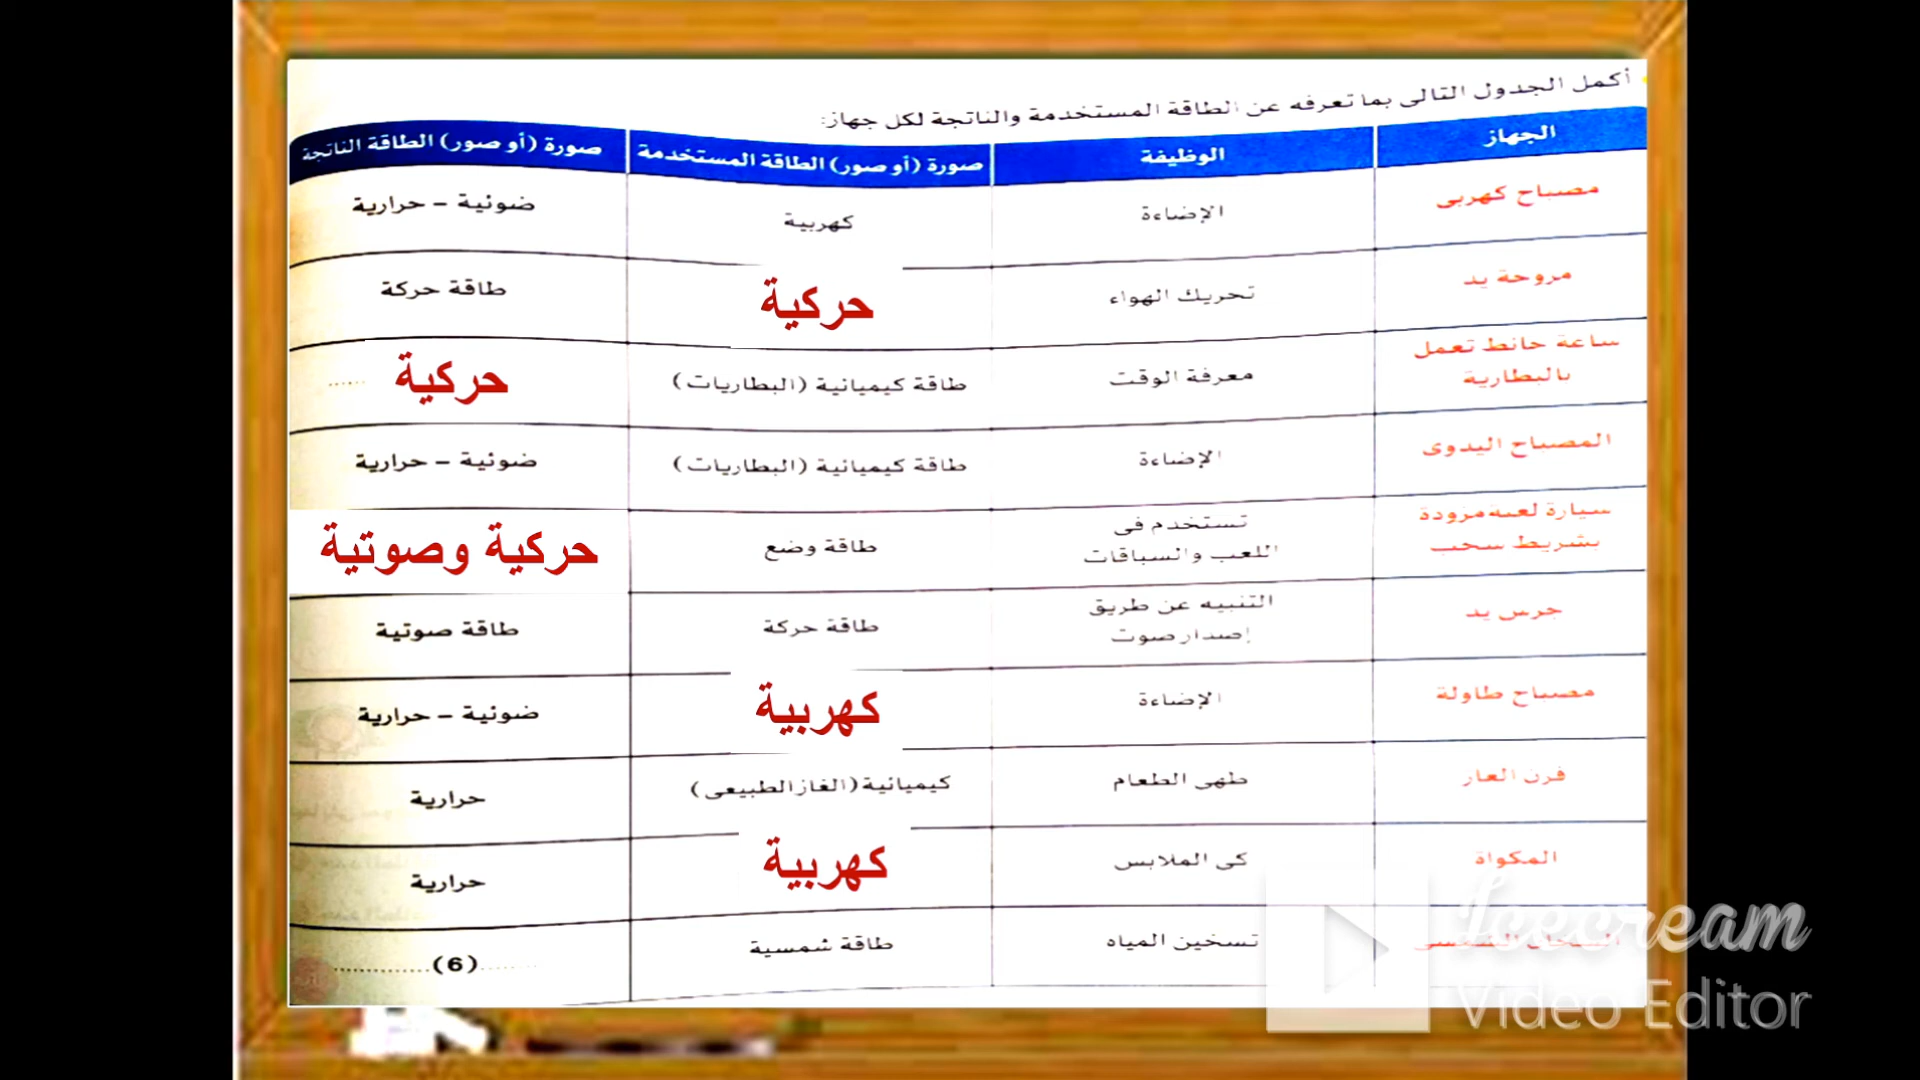 أكمل الجدول التالى بما تعرفه عن الطاقة المستخدمة والناتجة لكل جهاز:
الجهاز الوظيفة صورة (أو صور) الطاقة المستخدمة صورة (أو صور) الطاقة الناتجة
مصباح كهربى الإضاءة كهربية ضوئية - حرارية
مروحة يد تحريك الهواء حركية طاقة حركة
ساعة حائط تعمل
بالبطارية معرفة الوقت طاقة كيميائية (البطاريات) حركية ......
المصباح اليدوى الإضاءة طاقة كيميائية (البطاريات) ضوئية - حرارية
سيارة لعبة مزودة
بشريط سحب
تستخدم فى
اللعب والسباقات طاقة وضع حركية وصوتية
جرس يد
التنبيه عن طريق
إصدار صوت طاقة حركة طاقة صوتية
مصباح طاولة الإضاءة كهربية ضوئية - حرارية
فرن الغاز طهى الطعام كيميائية (الغاز الطبيعى) حرارية
المكواة كى الملابس كهربية حرارية
السخان الشمسى تسخين المياه طاقة شمسية ........(6)............
Icecream
Video Editor